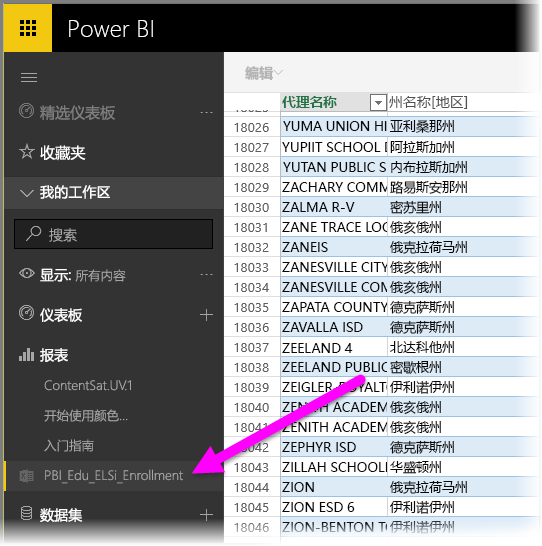 Power BI
精选仪表板
收藏夹
我的工作区
搜索
显示: 所有内容
仪表板
报表
ContentSat.UV.1
开始使用颜色...
入门指南
PBI_Edu_ELSi_Enrollment
数据集
编辑
代理名称 州名称[地区]
18026 YUMA UNION HI 亚利桑那州
18027 YUPIIT SCHOOL D 阿拉斯加州
18028 YUTAN PUBLIC S 内布拉斯加州
18029 ZACHARY COMM 路易斯安那州
18030 ZALMA R-V 密苏里州
18031 ZANE TRACE LOC 俄亥俄州
18032 ZANEIS 俄克拉荷马州
18033 ZANESVILLE CITY 俄亥俄州
18034 ZANESVILLE COM 俄亥俄州
18035 ZAPATA COUNTY 德克萨斯州
18036 ZAVALLA ISD 德克萨斯州
18037 ZEELAND 4 北达科他州
18038 ZEELAND PUBLIC 密歇根州
18039 ZEIGLER-ROYALTO 伊利诺伊州
18040 ZENITH ACADEM 俄亥俄州
18041 ZENITH ACADEM 俄亥俄州
18042 ZEPHYR ISD 德克萨斯州
18043 ZILLAH SCHOOL 华盛顿州
18044 ZION 俄克拉荷马州
18045 ZION ESD 6 伊利诺伊州
18046 ZION-BENTON TO 伊利诺伊州